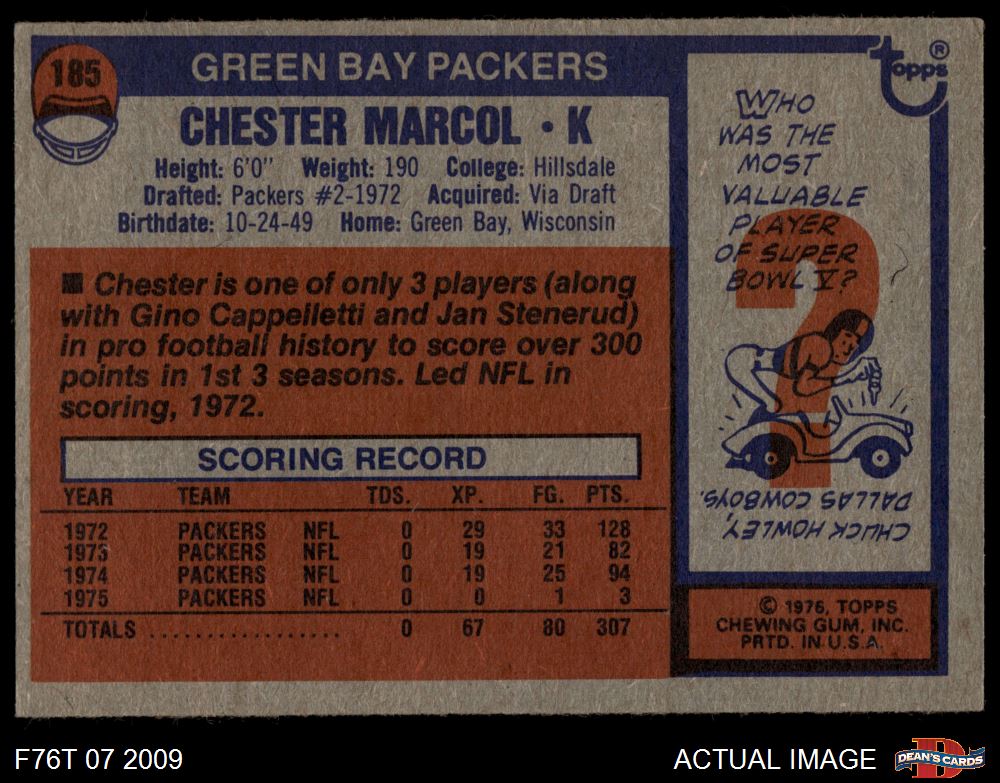 185
GREEN BAY PACKERS
CHESTER MARCOL • K
Height: 6'0" Weight: 190 College: Hillsdale
Drafted: Packers #2-1972 Acquired: Via Draft
Birthdate: 10-24-49 Home: Green Bay, Wisconsin
■ Chester is one of only 3 players (along
with Gino Cappelletti and Jan Stenerud)
in pro football history to score over 300
points in 1st 3 seasons. Led NFL in
scoring, 1972.
SCORING RECORD
YEAR TEAM TDS. XP. FG. PTS.
1972 PACKERS NFL 0 29 33 128
1973 PACKERS NFL 0 19 21 82
1974 PACKERS NFL 0 19 25 94
1975 PACKERS NFL 0 0 1 3
TOTALS .................. 0 67 80 307
topps ®
WHO
WAS THE
MOST
VALUABLE
PLAYER
OF SUPER
BOWL V?
?
CHUCK HOWLEY,
DALLAS COWBOYS.
© 1976, TOPPS
CHEWING GUM, INC.
PRTD. IN U.S.A.
F76T 07 2009
ACTUAL IMAGE
D
DEAN'S CARDS